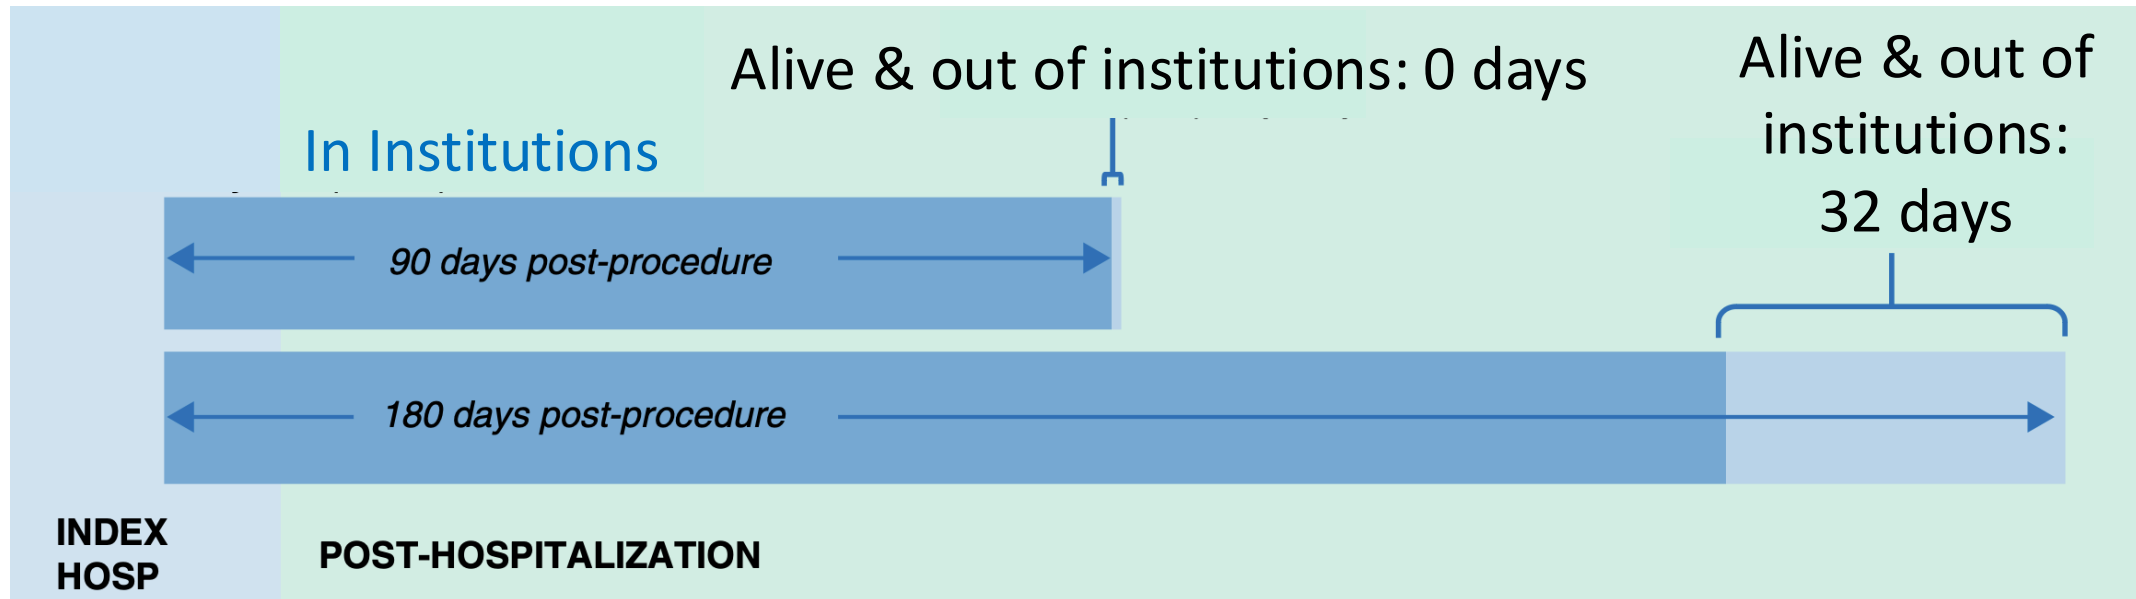 Alive & out of institutions: 0 days
Alive & out of
institutions:
32 days
In Institutions
90 days post-procedure
180 days post-procedure
INDEX
HOSP
POST-HOSPITALIZATION